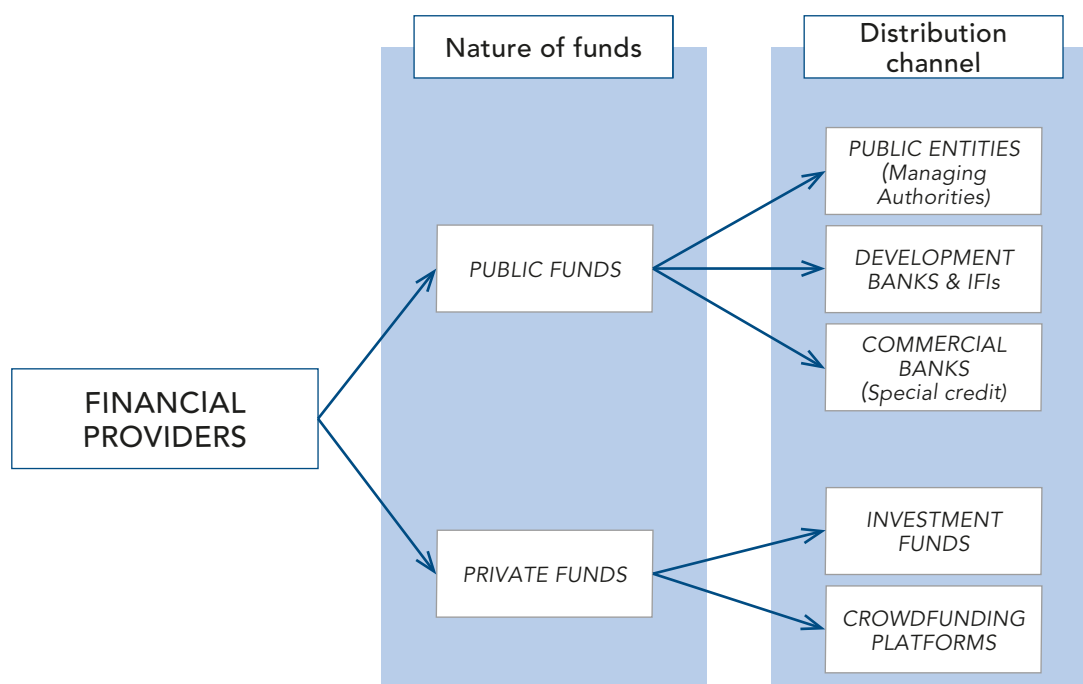 Nature of funds
Distribution
channel
PUBLIC ENTITIES
(Managing
Authorities)
PUBLIC FUNDS
DEVELOPMENT
BANKS & IFIs
COMMERCIAL
BANKS
(Special credit)
FINANCIAL
PROVIDERS
INVESTMENT
FUNDS
PRIVATE FUNDS
CROWDFUNDING
PLATFORMS